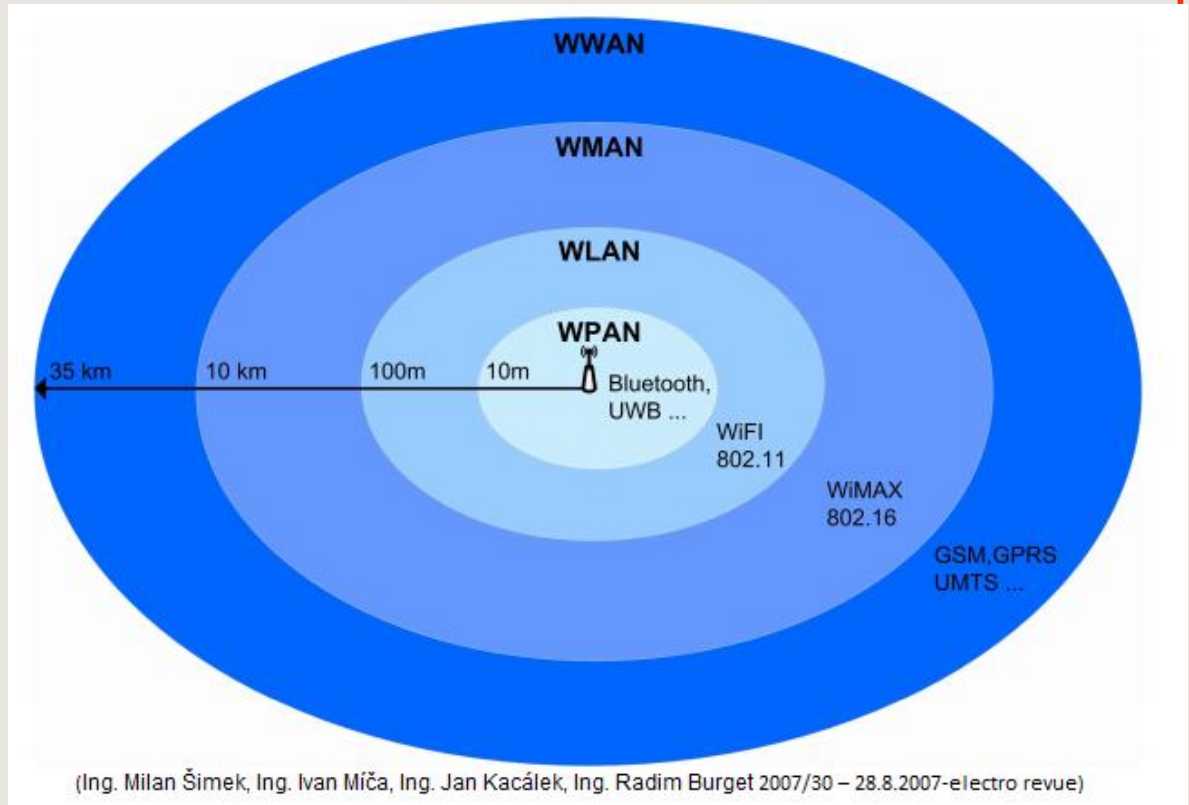 WWAN
WMAN
WLAN
WPAN
35 km
10 km
100m
10m
Bluetooth,
UWB ...
WiFI
802.11
WiMAX
802.16
GSM,GPRS
UMTS ...
(Ing. Milan Šimek, Ing. Ivan Míča, Ing. Jan Kacálek, Ing. Radim Burget 2007/30 – 28.8.2007-electro revue)